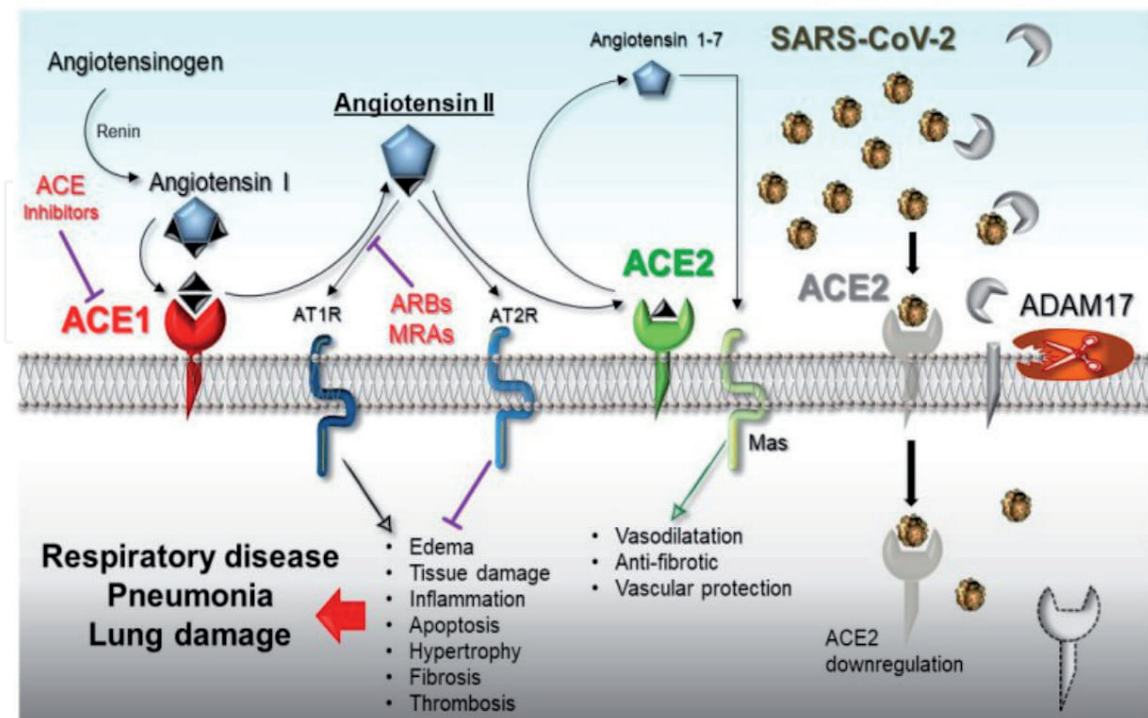 Angiotensinogen
Renin
Angiotensin I
ACE
Inhibitors
ACE1
Angiotensin II
AT1R
ARBs
MRAs
AT2R
Angiotensin 1-7
ACE2
Mas
SARS-CoV-2
ACE2
ADAM17
Respiratory disease
Pneumonia
Lung damage
• Edema
• Tissue damage
• Inflammation
• Apoptosis
• Hypertrophy
• Fibrosis
• Thrombosis
• Vasodilatation
• Anti-fibrotic
• Vascular protection
ACE2
downregulation